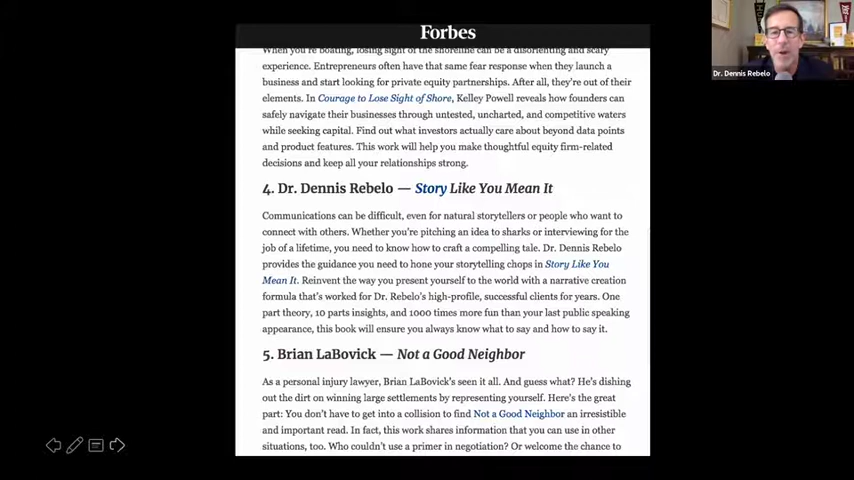 Forbes
Dr. Dennis Rebelo
When you're boating, losing sight of the shoreline can be a disorienting and scary
experience. Entrepreneurs often have that same fear response when they launch a
business and start looking for private equity partnerships. After all, they're out of their
elements. In Courage to Lose Sight of Shore, Kelley Powell reveals how founders can
safely navigate their businesses through untested, uncharted, and competitive waters
while seeking capital. Find out what investors actually care about beyond data points
and product features. This work will help you make thoughtful equity firm-related
decisions and keep all your relationships strong.
4. Dr. Dennis Rebelo — Story Like You Mean It
Communications can be difficult, even for natural storytellers or people who want to
connect with others. Whether you're pitching an idea to sharks or interviewing for the
job of a lifetime, you need to know how to craft a compelling tale. Dr. Dennis Rebelo
provides the guidance you need to hone your storytelling chops in Story Like You
Mean It. Reinvent the way you present yourself to the world with a narrative creation
formula that's worked for Dr. Rebelo's high-profile, successful clients for years. One
part theory, 10 parts insights, and 1000 times more fun than your last public speaking
appearance, this book will ensure you always know what to say and how to say it.
5. Brian LaBovick — Not a Good Neighbor
As a personal injury lawyer, Brian LaBovick's seen it all. And guess what? He's dishing
out the dirt on winning large settlements by representing yourself. Here's the great
part: You don't have to get into a collision to find Not a Good Neighbor an irresistible
and important read. In fact, this work shares information that you can use in other
situations, too. Who couldn't use a primer in negotiation? Or welcome the chance to